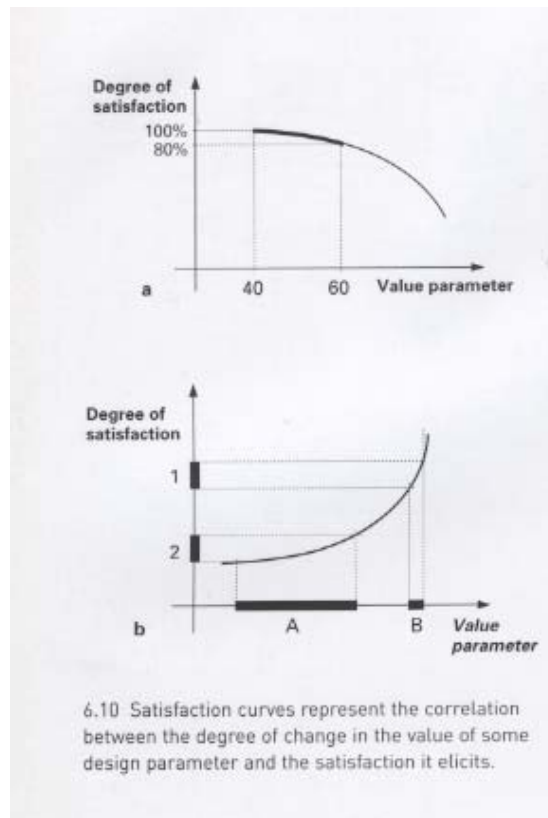 Degree of
satisfaction
100%
80%
a
40
60
Value parameter
Degree of
satisfaction
1
2
b
A
B
Value
parameter
6.10 Satisfaction curves represent the correlation
between the degree of change in the value of some
design parameter and the satisfaction it elicits.